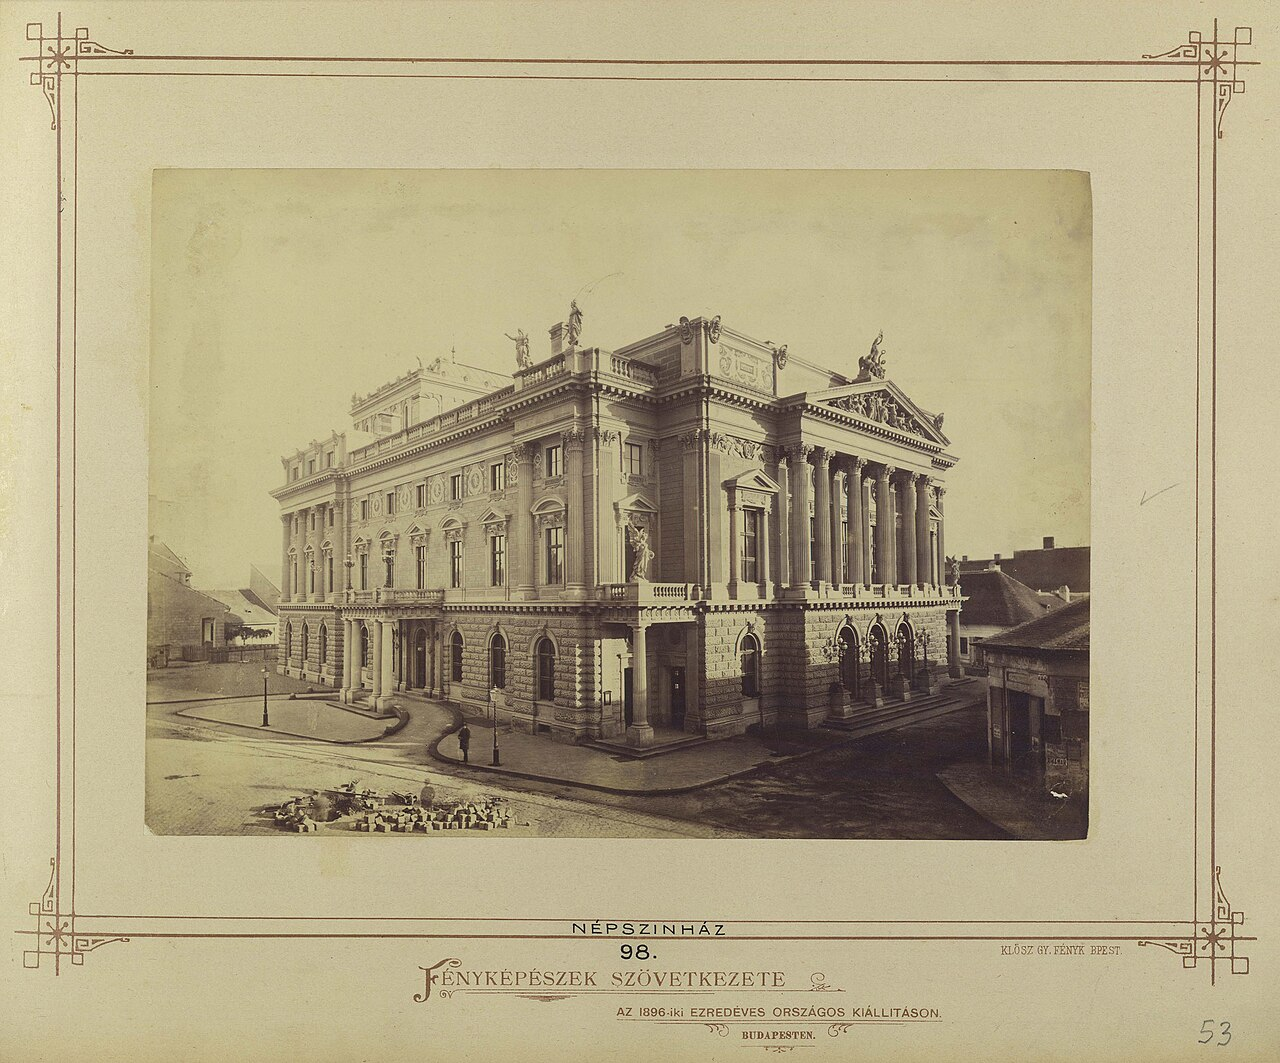 NÉPSZINHÁZ
98.
KLÖSZ GY. FÉNYK BPEST.
FÉNYKÉPÉSZEK SZÖVETKEZETE
AZ 1896-iki EZREDÉVES ORSZÁGOS KIÁLLITÁSON.
BUDAPESTEN.
53